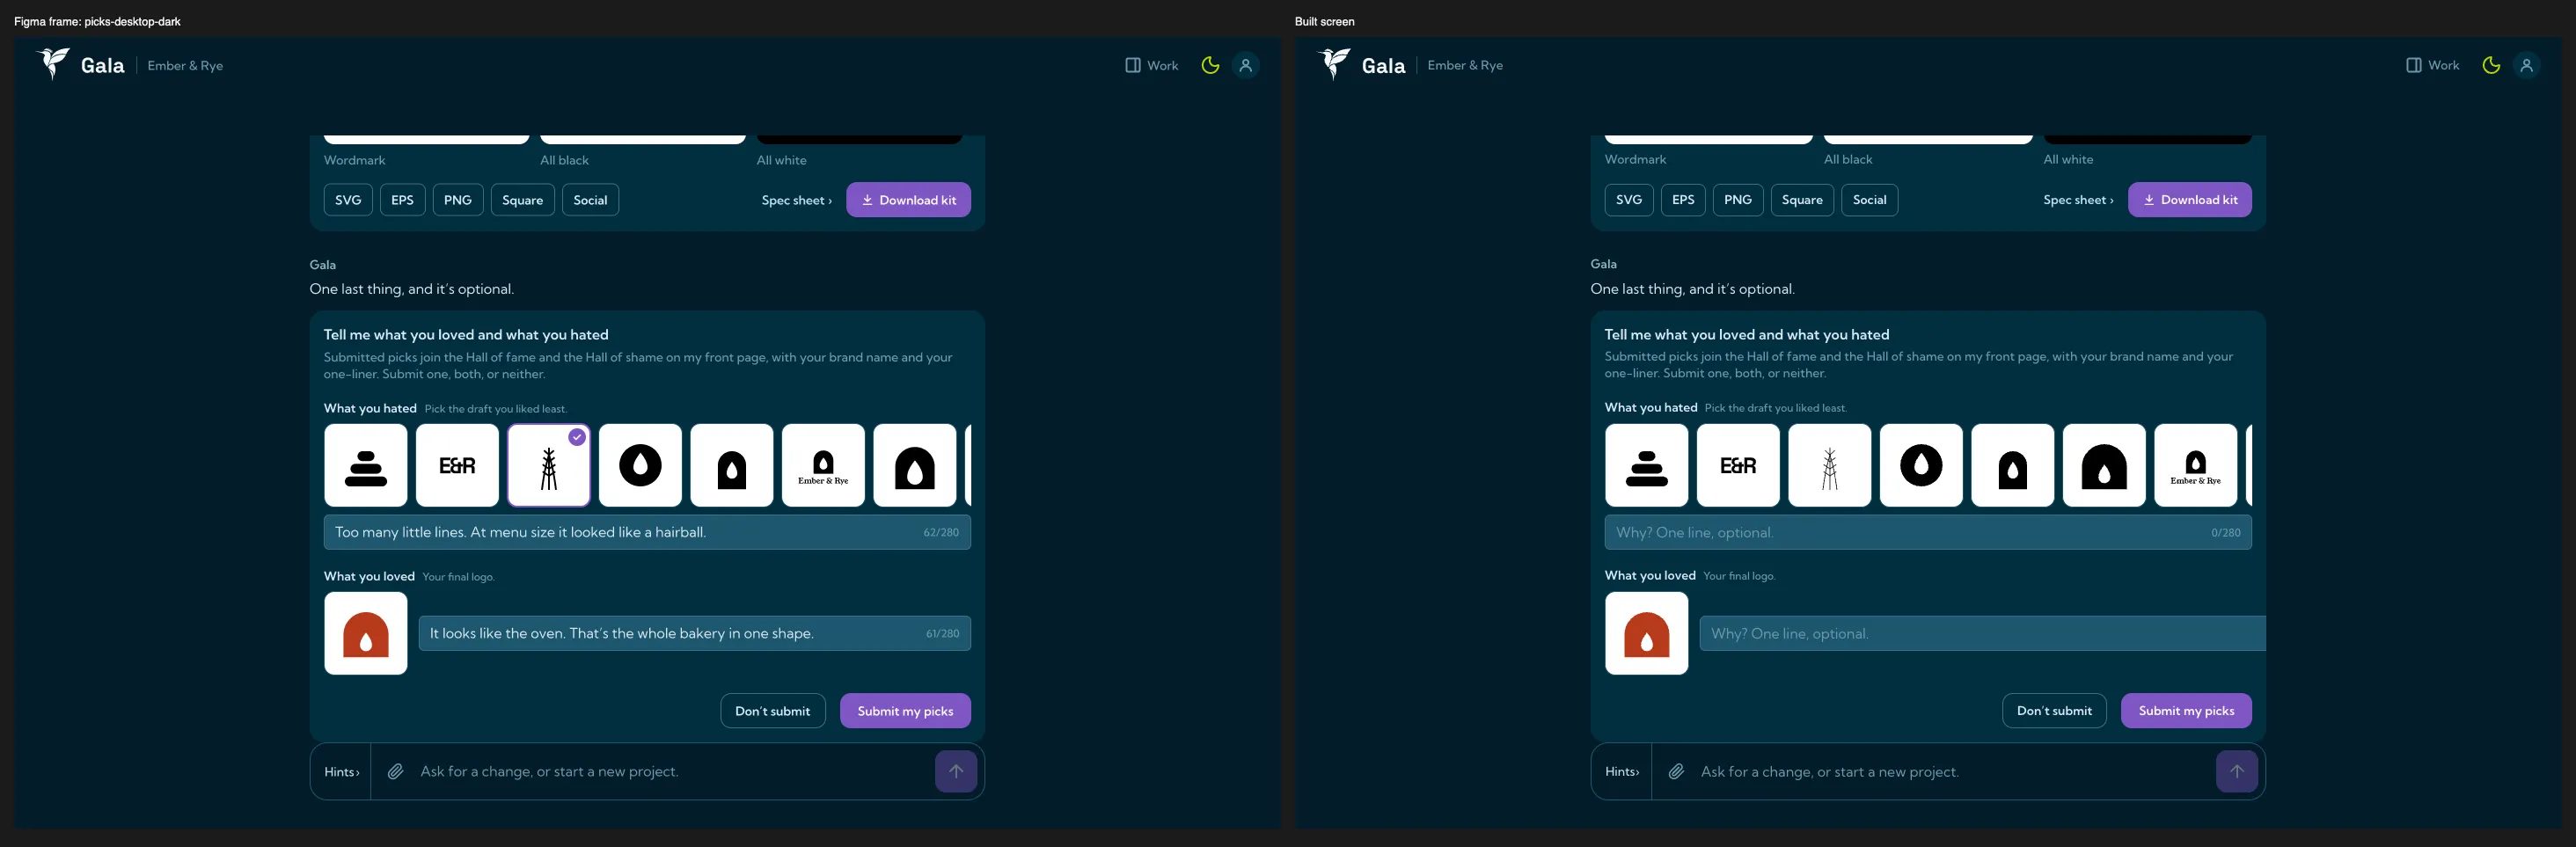 Figma frame: picks-desktop-dark
Gala
Ember & Rye
Work
Wordmark
All black
All white
SVG
EPS
PNG
Square
Social
Spec sheet ›
Download kit
Gala
One last thing, and it’s optional.
Tell me what you loved and what you hated
Submitted picks join the Hall of fame and the Hall of shame on my front page, with your brand name and your
one-liner. Submit one, both, or neither.
What you hated Pick the draft you liked least.
E&R
Ember & Rye
Too many little lines. At menu size it looked like a hairball.
62/280
What you loved Your final logo.
It looks like the oven. That’s the whole bakery in one shape.
61/280
Don’t submit
Submit my picks
Hints›
Ask for a change, or start a new project.
Built screen
Gala
Ember & Rye
Work
Wordmark
All black
All white
SVG
EPS
PNG
Square
Social
Spec sheet ›
Download kit
Gala
One last thing, and it’s optional.
Tell me what you loved and what you hated
Submitted picks join the Hall of fame and the Hall of shame on my front page, with your brand name and your
one-liner. Submit one, both, or neither.
What you hated Pick the draft you liked least.
E&R
Ember & Rye
Why? One line, optional.
0/280
What you loved Your final logo.
Why? One line, optional.
Don’t submit
Submit my picks
Hints›
Ask for a change, or start a new project.